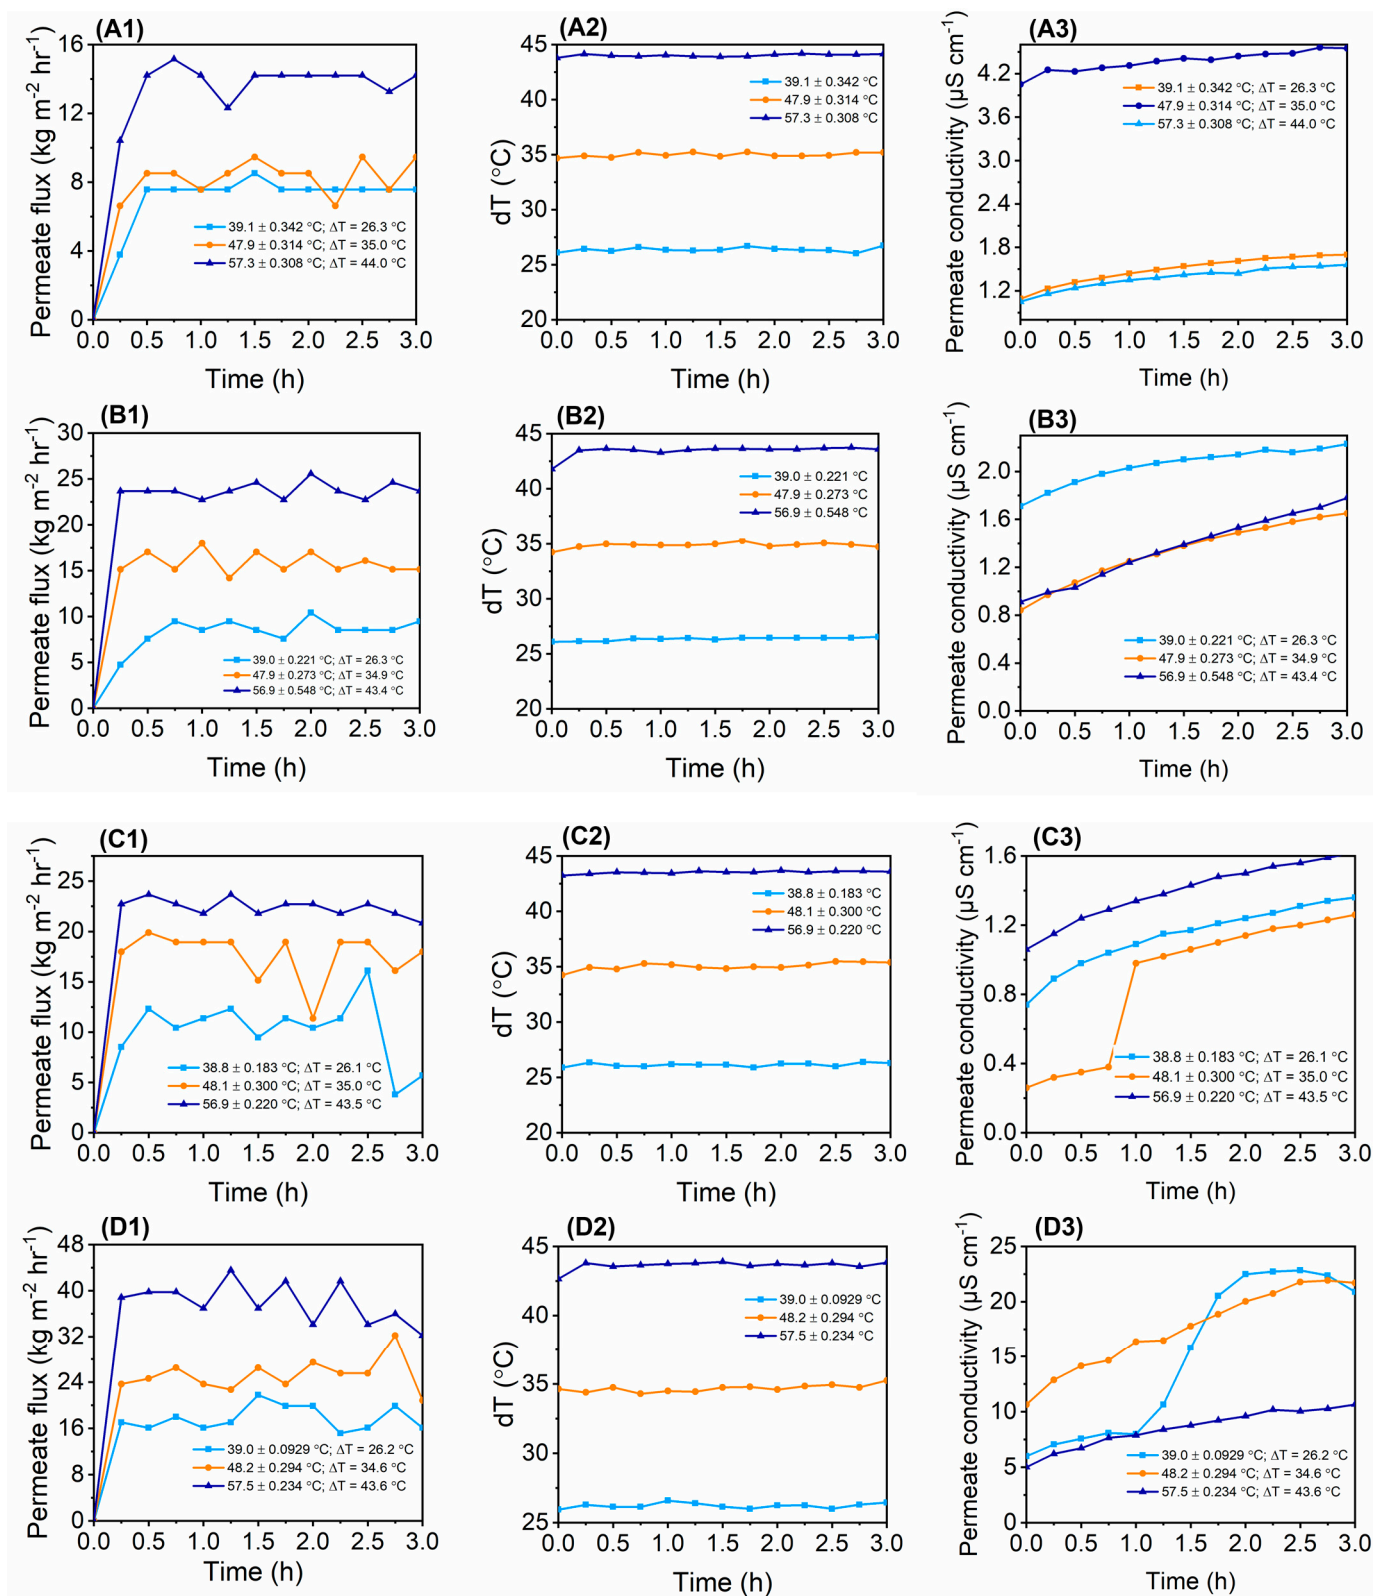 (A1)
Permeate flux (kg m⁻² hr⁻¹)
16
12
8
4
0
39.1 ± 0.342 °C; ΔT = 26.3 °C
47.9 ± 0.314 °C; ΔT = 35.0 °C
57.3 ± 0.308 °C; ΔT = 44.0 °C
0.0 0.5 1.0 1.5 2.0 2.5 3.0
Time (h)
(A2)
dT (°C)
45
40
35
30
25
20
39.1 ± 0.342 °C
47.9 ± 0.314 °C
57.3 ± 0.308 °C
0.0 0.5 1.0 1.5 2.0 2.5 3.0
Time (h)
(A3)
Permeate conductivity (µS cm⁻¹)
4.2
3.6
3.0
2.4
1.8
1.2
39.1 ± 0.342 °C; ΔT = 26.3 °C
47.9 ± 0.314 °C; ΔT = 35.0 °C
57.3 ± 0.308 °C; ΔT = 44.0 °C
0.0 0.5 1.0 1.5 2.0 2.5 3.0
Time (h)
(B1)
Permeate flux (kg m⁻² hr⁻¹)
30
25
20
15
10
5
0
39.0 ± 0.221 °C; ΔT = 26.3 °C
47.9 ± 0.273 °C; ΔT = 34.9 °C
56.9 ± 0.548 °C; ΔT = 43.4 °C
0.0 0.5 1.0 1.5 2.0 2.5 3.0
Time (h)
(B2)
dT (°C)
45
40
35
30
25
20
39.0 ± 0.221 °C
47.9 ± 0.273 °C
56.9 ± 0.548 °C
0.0 0.5 1.0 1.5 2.0 2.5 3.0
Time (h)
(B3)
Permeate conductivity (µS cm⁻¹)
2.0
1.6
1.2
0.8
0.4
0.0
39.0 ± 0.221 °C; ΔT = 26.3 °C
47.9 ± 0.273 °C; ΔT = 34.9 °C
56.9 ± 0.548 °C; ΔT = 43.4 °C
0.0 0.5 1.0 1.5 2.0 2.5 3.0
Time (h)
(C1)
Permeate flux (kg m⁻² hr⁻¹)
25
20
15
10
5
0
38.8 ± 0.183 °C; ΔT = 26.1 °C
48.1 ± 0.300 °C; ΔT = 35.0 °C
56.9 ± 0.220 °C; ΔT = 43.5 °C
0.0 0.5 1.0 1.5 2.0 2.5 3.0
Time (h)
(C2)
dT (°C)
45
40
35
30
25
20
38.8 ± 0.183 °C
48.1 ± 0.300 °C
56.9 ± 0.220 °C
0.0 0.5 1.0 1.5 2.0 2.5 3.0
Time (h)
(C3)
Permeate conductivity (µS cm⁻¹)
1.6
1.2
0.8
0.4
0.0
38.8 ± 0.183 °C; ΔT = 26.1 °C
48.1 ± 0.300 °C; ΔT = 35.0 °C
56.9 ± 0.220 °C; ΔT = 43.5 °C
0.0 0.5 1.0 1.5 2.0 2.5 3.0
Time (h)
(D1)
Permeate flux (kg m⁻² hr⁻¹)
48
40
32
24
16
8
0
39.0 ± 0.0929 °C; ΔT = 26.2 °C
48.2 ± 0.294 °C; ΔT = 34.6 °C
57.5 ± 0.234 °C; ΔT = 43.6 °C
0.0 0.5 1.0 1.5 2.0 2.5 3.0
Time (h)
(D2)
dT (°C)
45
40
35
30
25
39.0 ± 0.0929 °C
48.2 ± 0.294 °C
57.5 ± 0.234 °C
0.0 0.5 1.0 1.5 2.0 2.5 3.0
Time (h)
(D3)
Permeate conductivity (µS cm⁻¹)
25
20
15
10
5
0
39.0 ± 0.0929 °C; ΔT = 26.2 °C
48.2 ± 0.294 °C; ΔT = 34.6 °C
57.5 ± 0.234 °C; ΔT = 43.6 °C
0.0 0.5 1.0 1.5 2.0 2.5 3.0
Time (h)